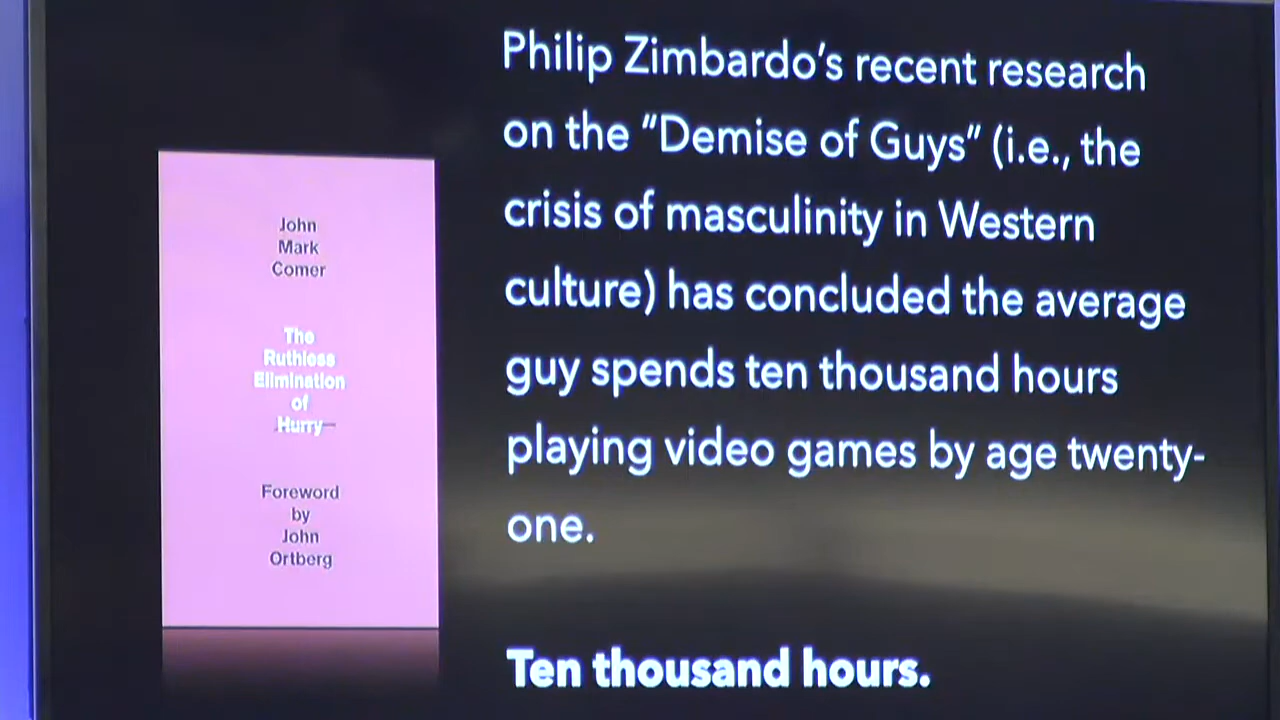 John
Mark
Comer
The
Ruthless
Elimination
of
Hurry
Foreword
by
John
Ortberg
Philip Zimbardo’s recent research
on the “Demise of Guys” (i.e., the
crisis of masculinity in Western
culture) has concluded the average
guy spends ten thousand hours
playing video games by age twenty-
one.
Ten thousand hours.